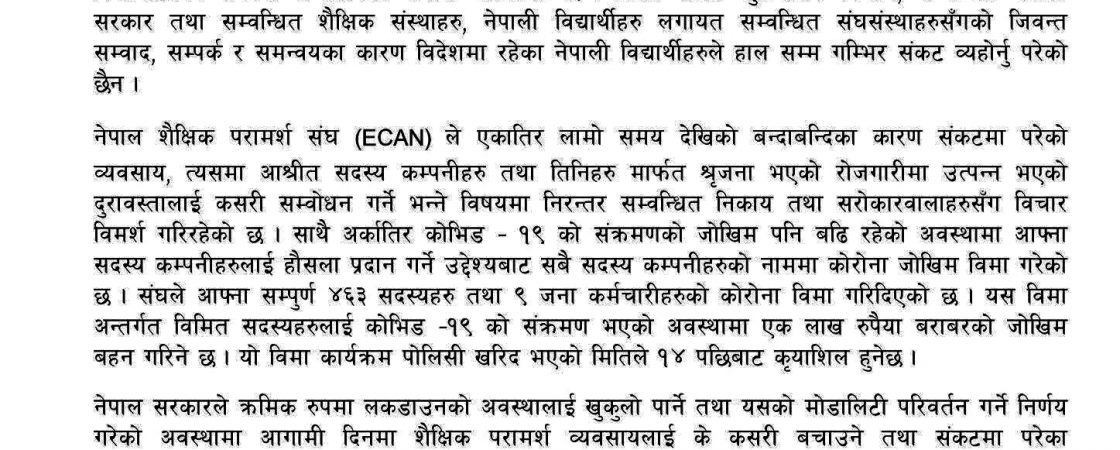 सरकार तथा सम्वन्धित शैक्षिक संस्थाहरु, नेपाली विद्यार्थीहरु लगायत सम्वन्धित संघसंस्थाहरुसँगको जिवन्त
सम्वाद, सम्पर्क र समन्वयका कारण विदेशमा रहेका नेपाली विद्यार्थीहरुले हाल सम्म गम्भिर संकट व्यहोर्नु परेको
छैन ।
नेपाल शैक्षिक परामर्श संघ (ECAN) ले एकातिर लामो समय देखिको बन्दाबन्दिका कारण संकटमा परेको
व्यवसाय, त्यसमा आश्रीत सदस्य कम्पनीहरु तथा तिनिहरु मार्फत श्रृजना भएको रोजगारीमा उत्पन्न भएको
दुरावस्तालाई कसरी सम्वोधन गर्ने भन्ने विषयमा निरन्तर सम्वन्धित निकाय तथा सरोकारवालाहरुसँग विचार
विमर्श गरिरहेको छ । साथै अर्कातिर कोभिड - १९ को संक्रमणको जोखिम पनि बढि रहेको अवस्थामा आफ्ना
सदस्य कम्पनीहरुलाई हौसला प्रदान गर्ने उद्देश्यबाट सबै सदस्य कम्पनीहरुको नाममा कोरोना जोखिम विमा गरेको
छ । संघले आफ्ना सम्पुर्ण ४६३ सदस्यहरु तथा ९ जना कर्मचारीहरुको कोरोना विमा गरिदिएको छ । यस विमा
अन्तर्गत विमित सदस्यहरुलाई कोभिड -१९ को संक्रमण भएको अवस्थामा एक लाख रुपैया बराबरको जोखिम
बहन गरिने छ । यो विमा कार्यक्रम पोलिसी खरिद भएको मितिले १४ पछिबाट कृयाशिल हुनेछ ।
नेपाल सरकारले क्रमिक रुपमा लकडाउनको अवस्थालाई खुकुलो पार्ने तथा यसको मोडालिटी परिवर्तन गर्ने निर्णय
गरेको अवस्थामा आगामी दिनमा शैक्षिक परामर्श व्यवसायलाई के कसरी बचाउने तथा संकटमा परेका